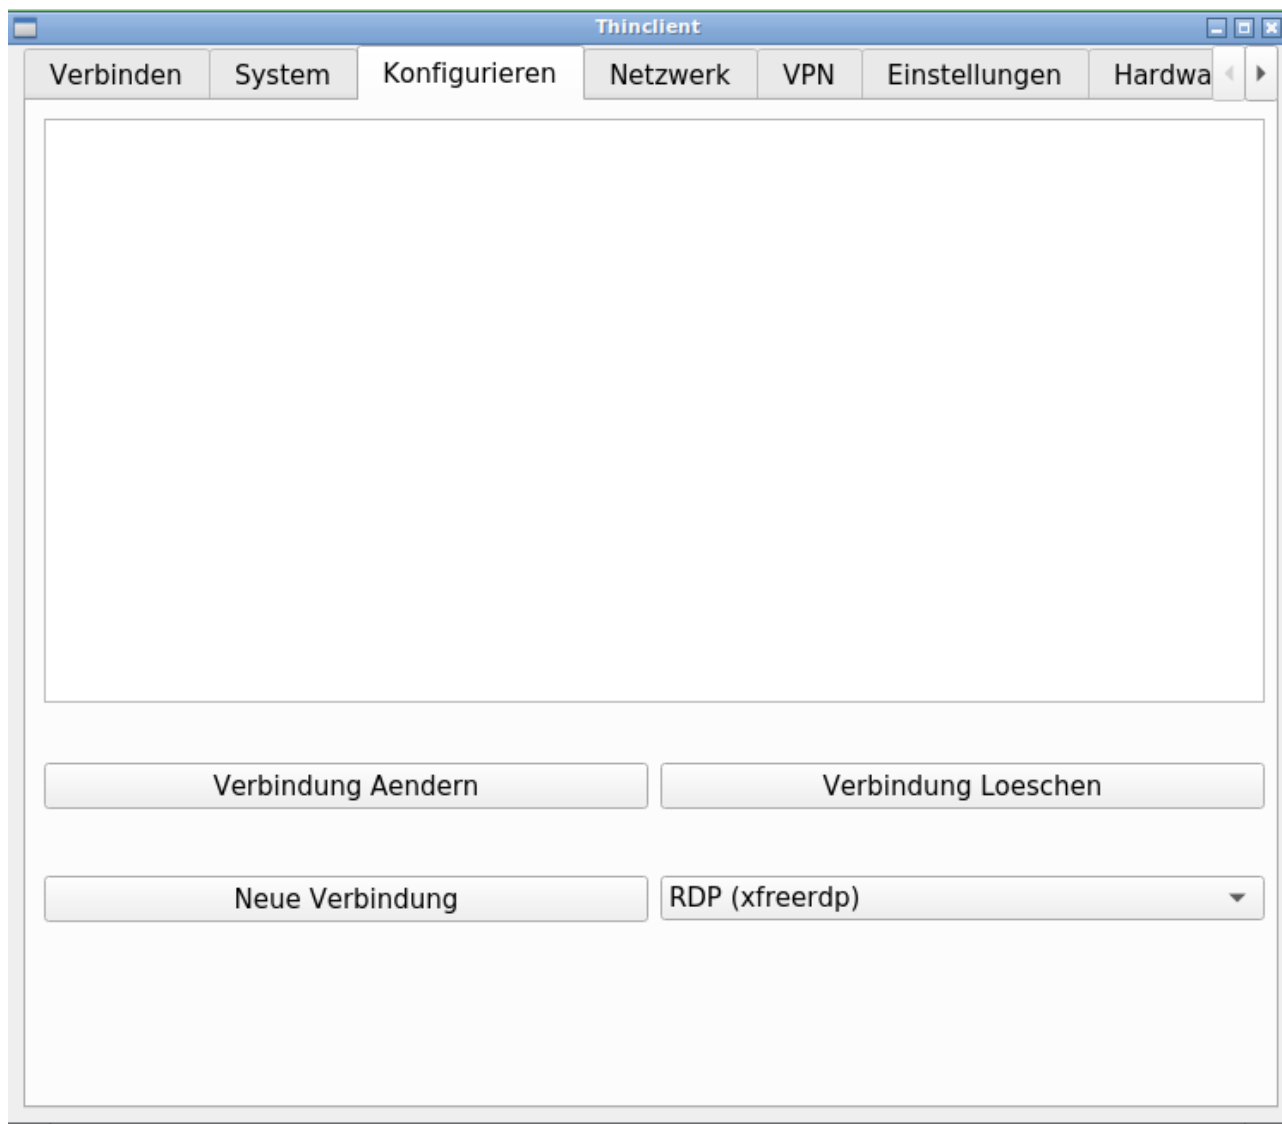 Thinclient
Verbinden System Konfigurieren Netzwerk VPN Einstellungen Hardwa
Verbindung Aendern Verbindung Loeschen
Neue Verbindung RDP (xfreerdp)